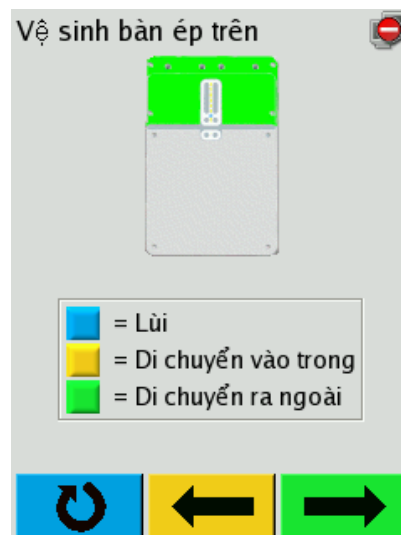 Vệ sinh bàn ép trên
= Lùi
= Di chuyển vào trong
= Di chuyển ra ngoài